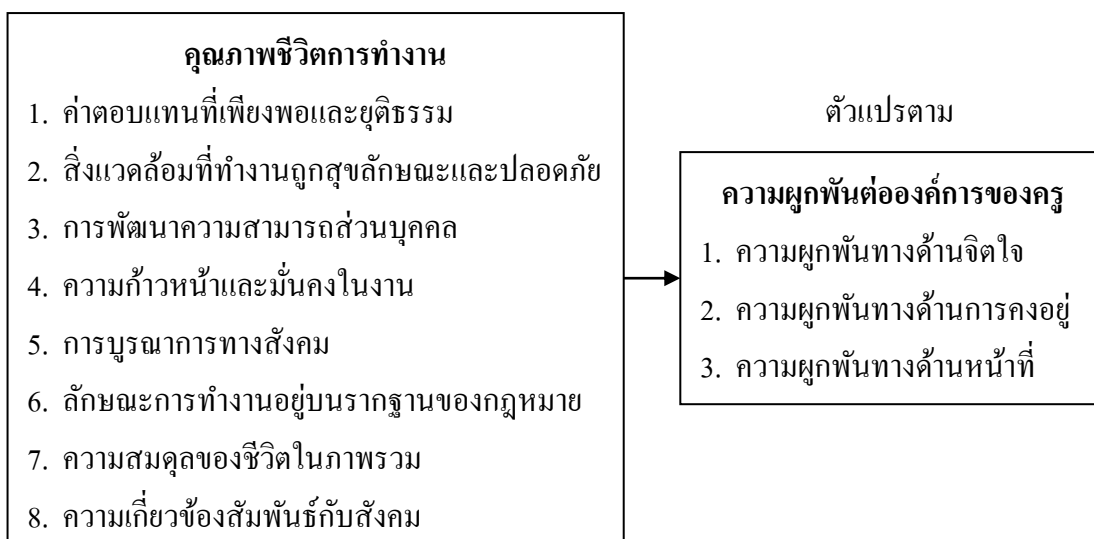 คุณภาพชีวิตการทำงาน
1. ค่าตอบแทนที่เพียงพอและยุติธรรม
2. สิ่งแวดล้อมที่ทำงานถูกสุขลักษณะและปลอดภัย
3. การพัฒนาความสามารถส่วนบุคคล
4. ความก้าวหน้าและมั่นคงในงาน
5. การบูรณาการทางสังคม
6. ลักษณะการทำงานอยู่บนรากฐานของกฎหมาย
7. ความสมดุลของชีวิตในภาพรวม
8. ความเกี่ยวข้องสัมพันธ์กับสังคม
ตัวแปรตาม
ความผูกพันต่อองค์การของครู
1. ความผูกพันทางด้านจิตใจ
2. ความผูกพันทางด้านการคงอยู่
3. ความผูกพันทางด้านหน้าที่